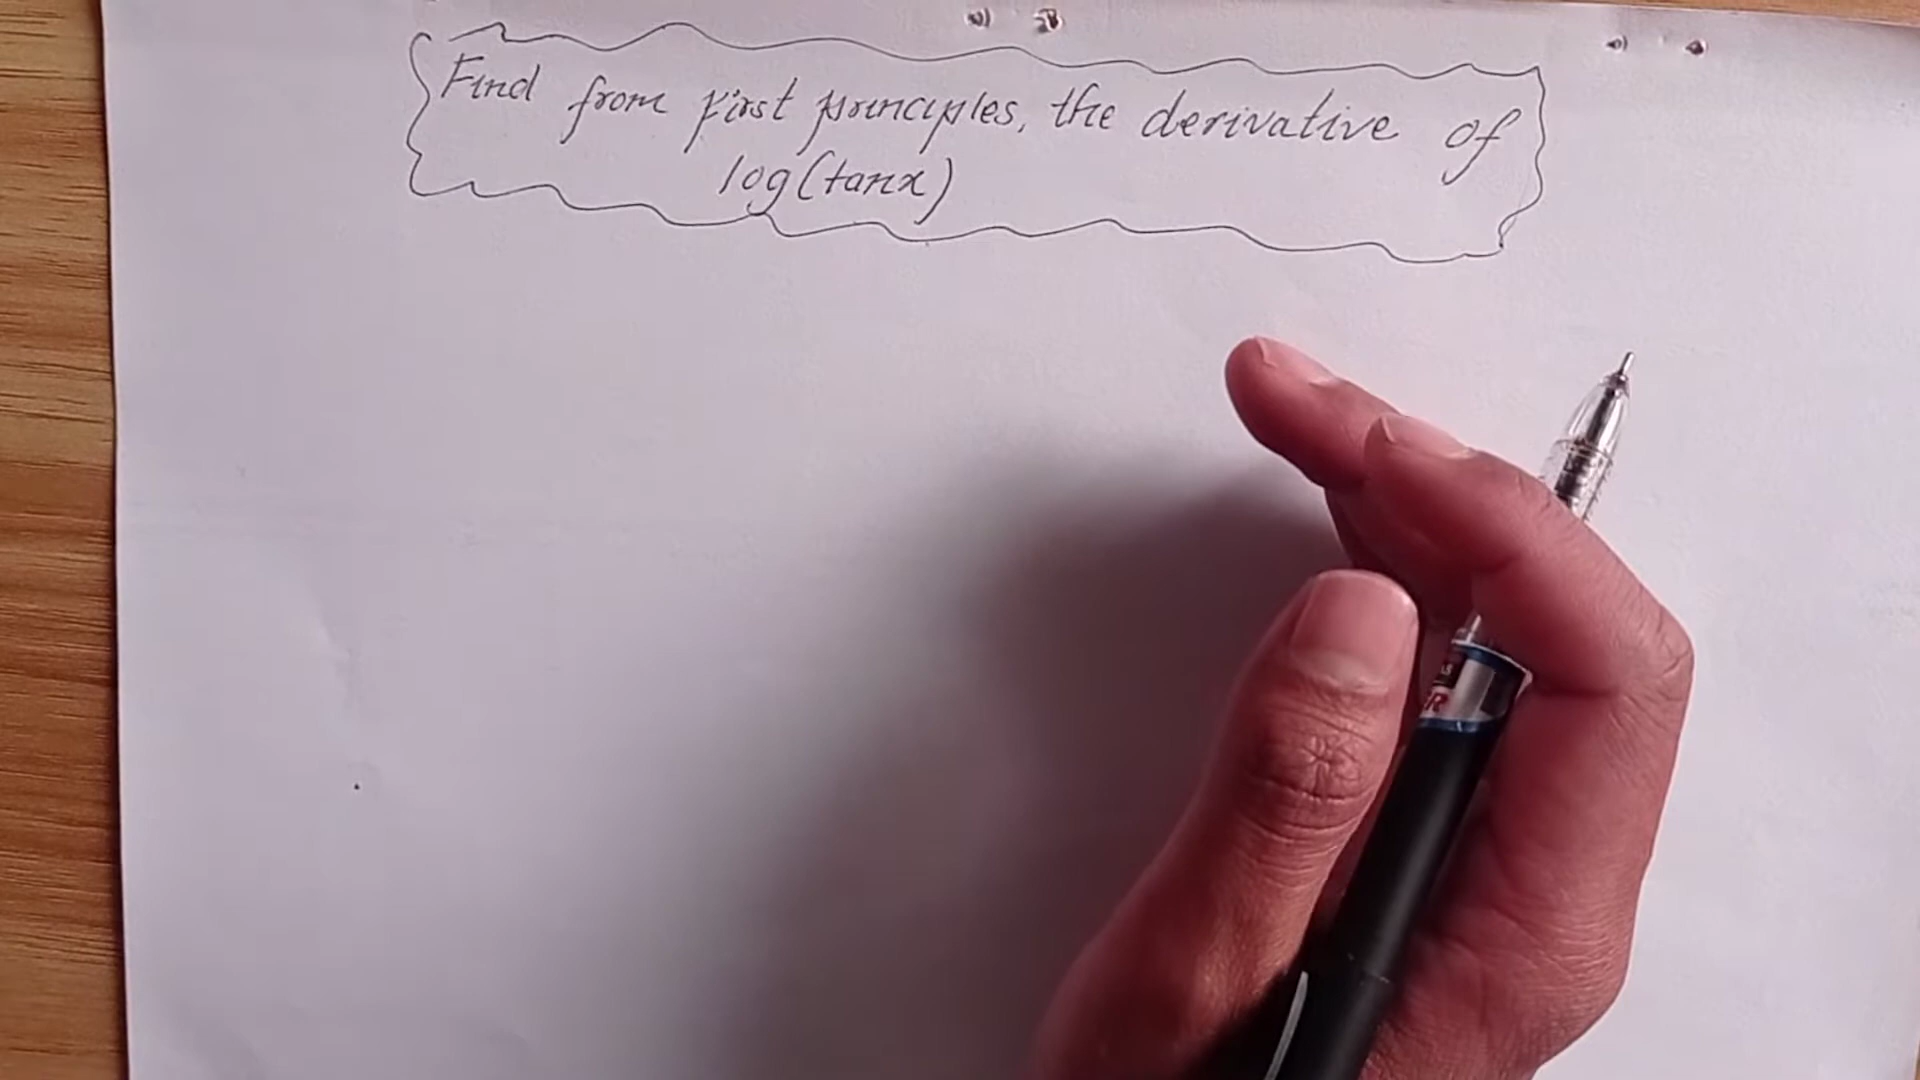 Find from first principles, the derivative of
log(tanx)